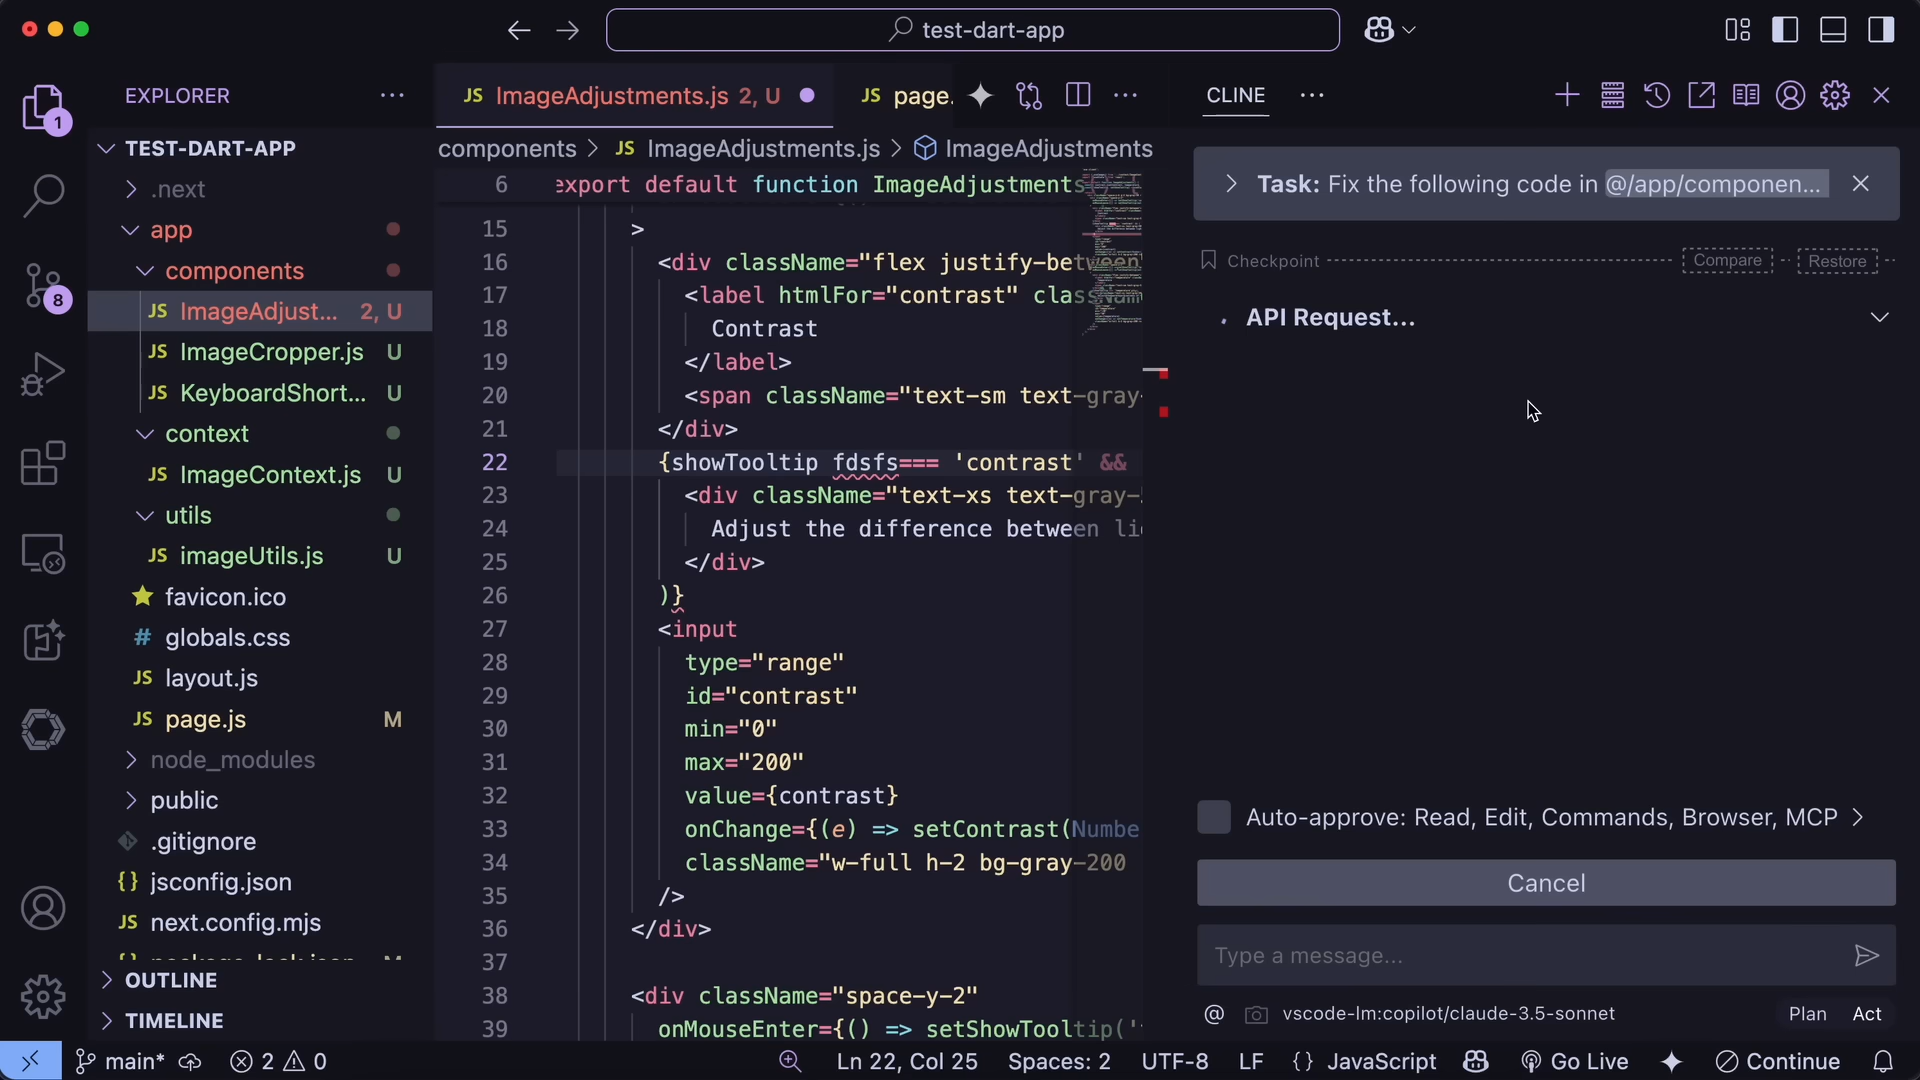 test-dart-app
EXPLORER
1
TEST-DART-APP
.next
app
components
JS ImageAdjust... 2, U
JS ImageCropper.js U
JS KeyboardShort... U
context
JS ImageContext.js U
utils
JS imageUtils.js U
favicon.ico
# globals.css
JS layout.js
JS page.js M
node_modules
public
.gitignore
{} jsconfig.json
JS next.config.mjs
OUTLINE
TIMELINE
8
JS ImageAdjustments.js 2, U
JS page.
components > JS ImageAdjustments.js > ImageAdjustments
6 export default function ImageAdjustments
15 >
16 <div className="flex justify-between
17 <label htmlFor="contrast" className
18 Contrast
19 </label>
20 <span className="text-sm text-gray-
21 </div>
22 {showTooltip fdsfs=== 'contrast' &&
23 <div className="text-xs text-gray-
24 Adjust the difference between li
25 </div>
26 )}
27 <input
28 type="range"
29 id="contrast"
30 min="0"
31 max="200"
32 value={contrast}
33 onChange={(e) => setContrast(Numbe
34 className="w-full h-2 bg-gray-200
35 />
36 </div>
37
38 <div className="space-y-2"
39 onMouseEnter={() => setShowTooltip('
CLINE
Task: Fix the following code in @/app/componen...
Checkpoint Compare Restore
API Request...
Auto-approve: Read, Edit, Commands, Browser, MCP >
Cancel
Type a message...
@ vscode-lm:copilot/claude-3.5-sonnet Plan Act
main* 2 0 Ln 22, Col 25 Spaces: 2 UTF-8 LF {} JavaScript Go Live Continue